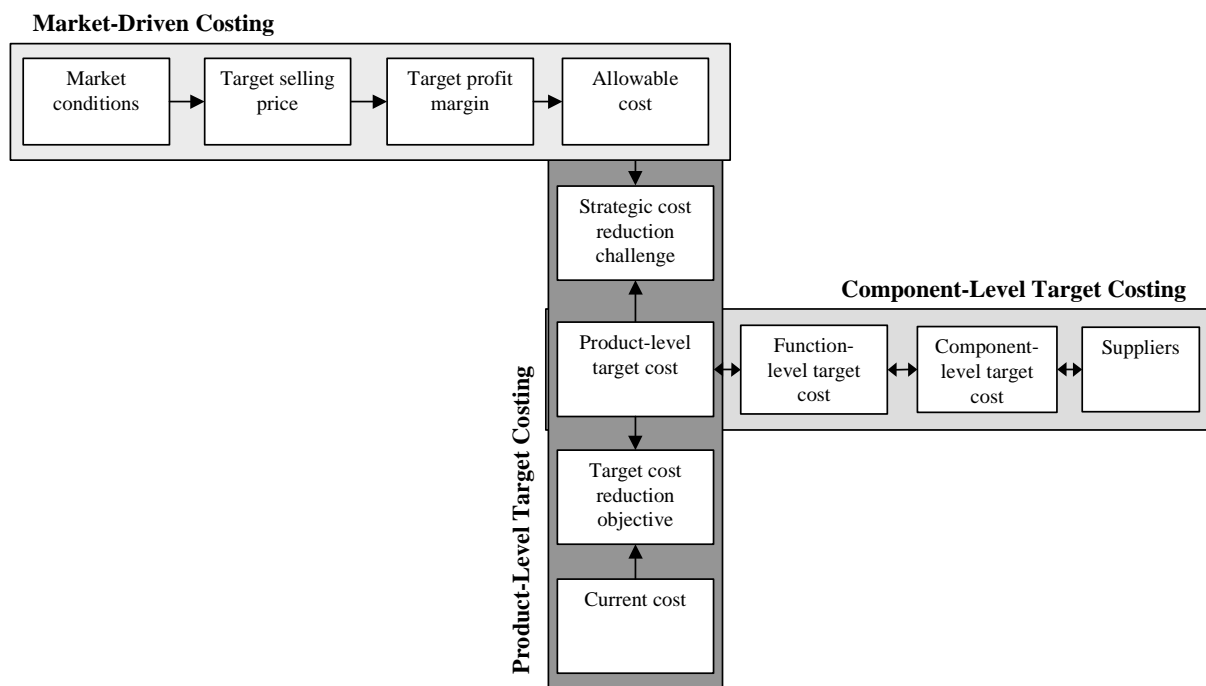 Market-Driven Costing
Market
conditions
Target selling
price
Target profit
margin
Allowable
cost
Strategic cost
reduction
challenge
Component-Level Target Costing
Product-level
target cost
Function-
level target
cost
Component-
level target
cost
Suppliers
Product-Level Target Costing
Target cost
reduction
objective
Current cost